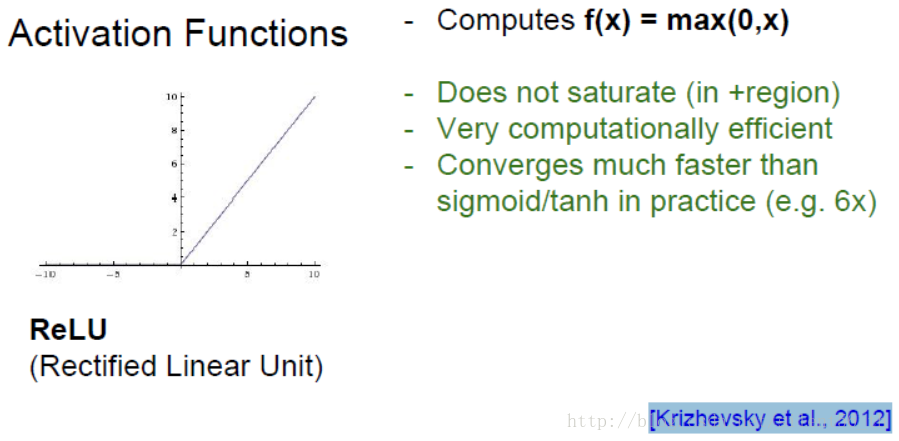 Activation Functions
- Computes f(x) = max(0,x)
- Does not saturate (in +region)
- Very computationally efficient
- Converges much faster than
sigmoid/tanh in practice (e.g. 6x)
10
8
6
4
2
-10
-5
5
10
ReLU
(Rectified Linear Unit)
http://b
[Krizhevsky et al., 2012]